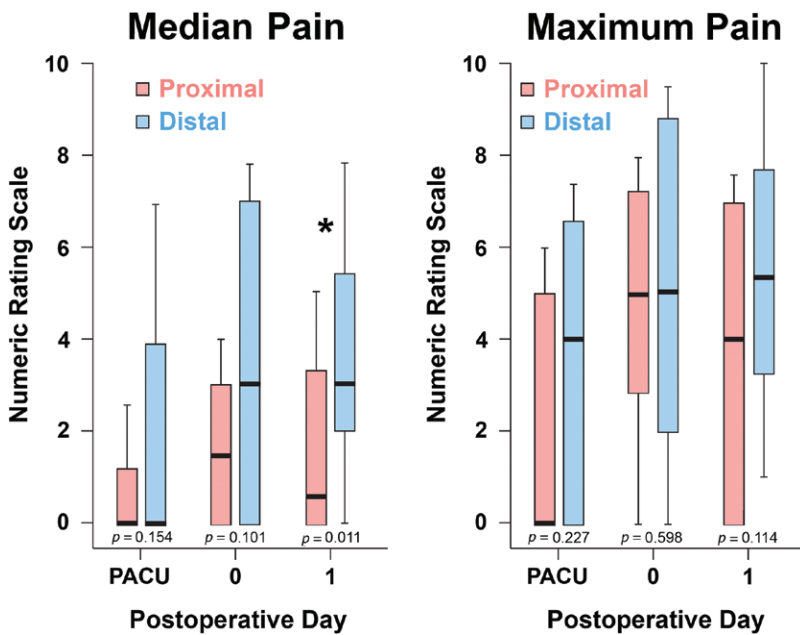 Median Pain
Numeric Rating Scale
10
8
6
4
2
0
Proximal
Distal
*
p = 0.154
p = 0.101
p = 0.011
PACU
0
1
Postoperative Day
Maximum Pain
Numeric Rating Scale
10
8
6
4
2
0
Proximal
Distal
p = 0.227
p = 0.598
p = 0.114
PACU
0
1
Postoperative Day